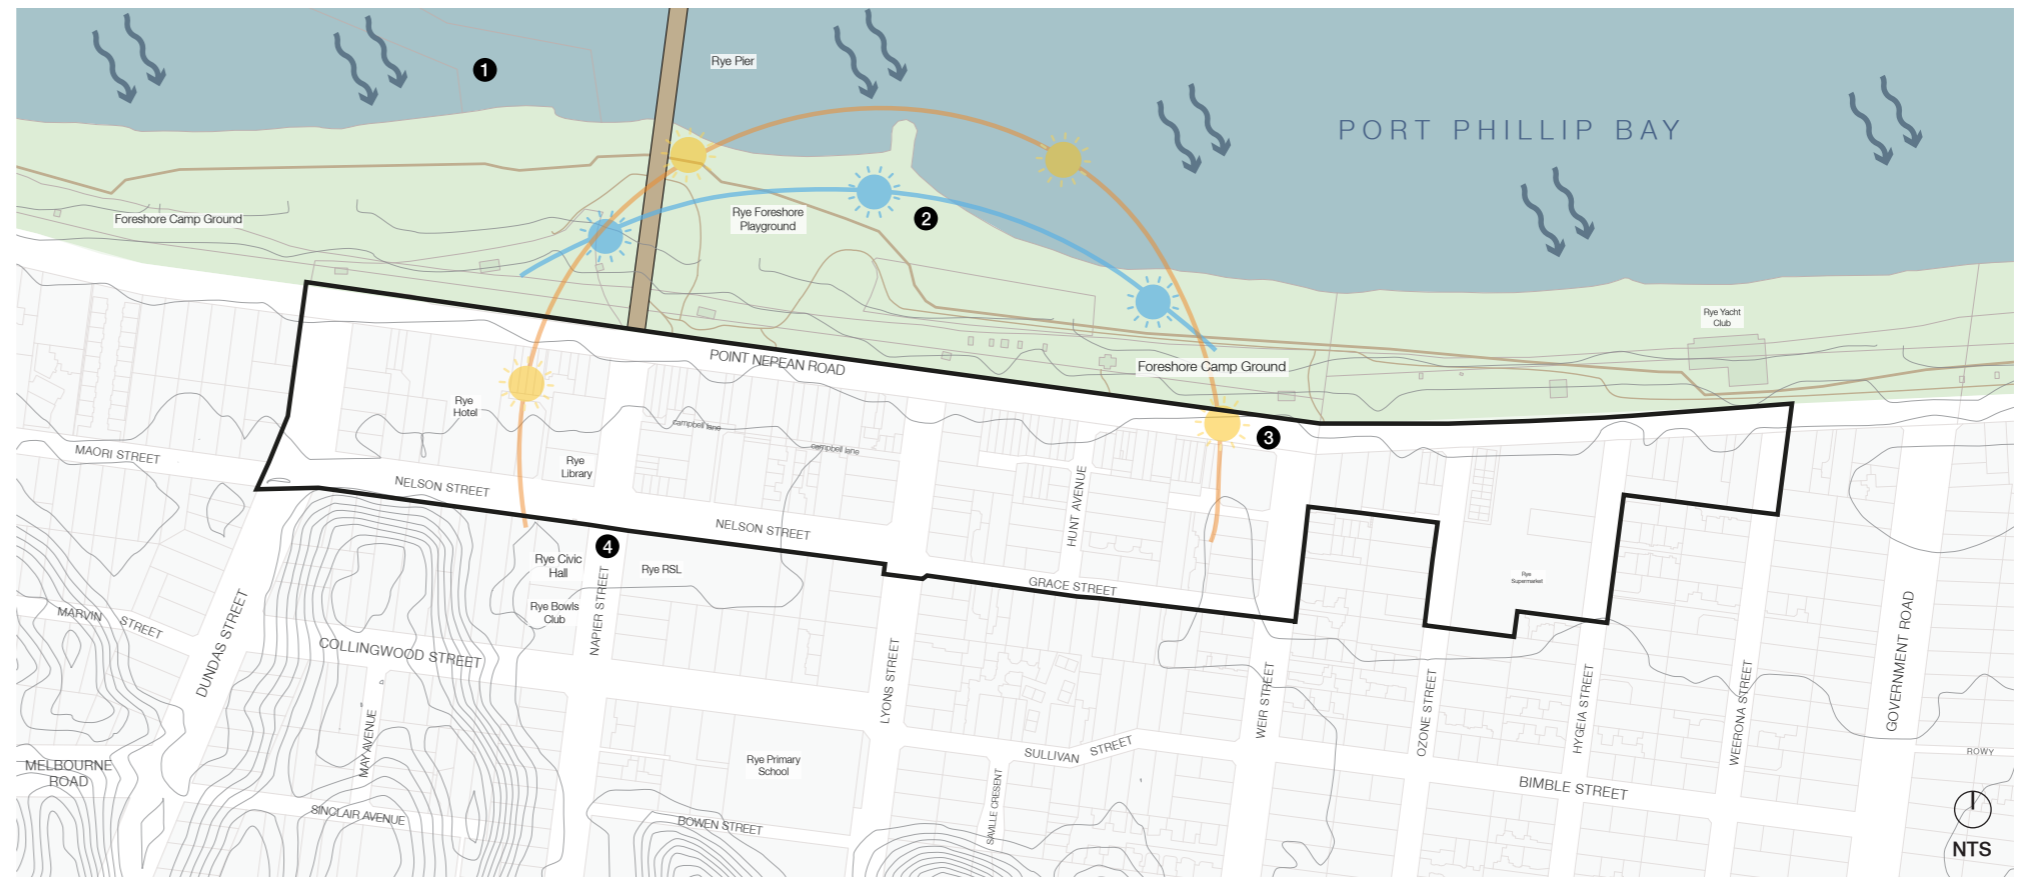 1
Rye Pier
PORT PHILLIP BAY
Foreshore Camp Ground
Rye Foreshore
Playground
2
Rye Yacht
Club
POINT NEPEAN ROAD
Foreshore Camp Ground
Rye
Hotel
campbell lane
campbell lane
3
MAORI STREET
Rye
Library
NELSON STREET
NELSON STREET
HUNT AVENUE
4
Rye Civic
Hall
Rye RSL
GRACE STREET
Rye
Supermarket
Rye Bowls
Club
NAPIER STREET
MARVIN STREET
DUNDAS STREET
COLLINGWOOD STREET
LYONS STREET
WEIR STREET
OZONE STREET
HYGEIA STREET
WEERONA STREET
GOVERNMENT ROAD
MAY AVENUE
SULLIVAN STREET
ROWY
MELBOURNE
ROAD
Rye Primary
School
SAVILLE CRESENT
BIMBLE STREET
SINCLAIR AVENUE
BOWEN STREET
NTS